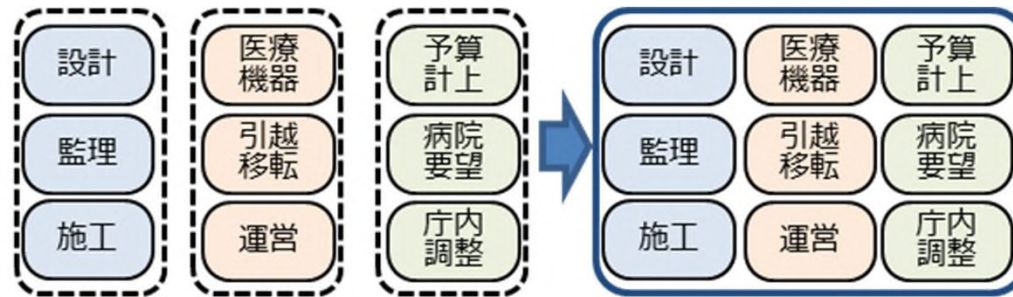 設計
監理
施工
医療
機器
引越
移転
運営
予算
計上
病院
要望
庁内
調整
設計
監理
施工
医療
機器
引越
移転
運営
予算
計上
病院
要望
庁内
調整